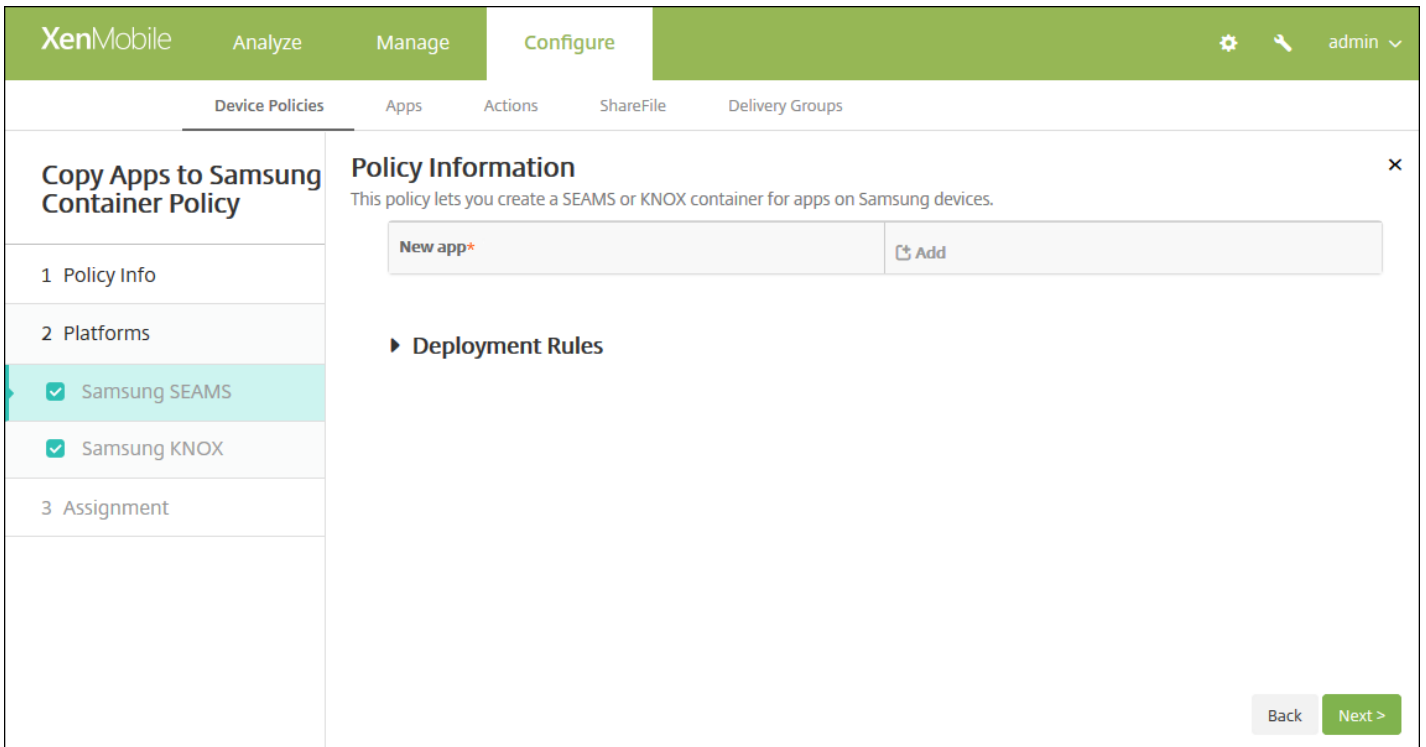 XenMobile Analyze Manage Configure admin
Device Policies Apps Actions ShareFile Delivery Groups
Copy Apps to Samsung
Container Policy
1 Policy Info
2 Platforms
Samsung SEAMS
Samsung KNOX
3 Assignment
Policy Information
This policy lets you create a SEAMS or KNOX container for apps on Samsung devices.
New app* Add
Deployment Rules
Back Next >